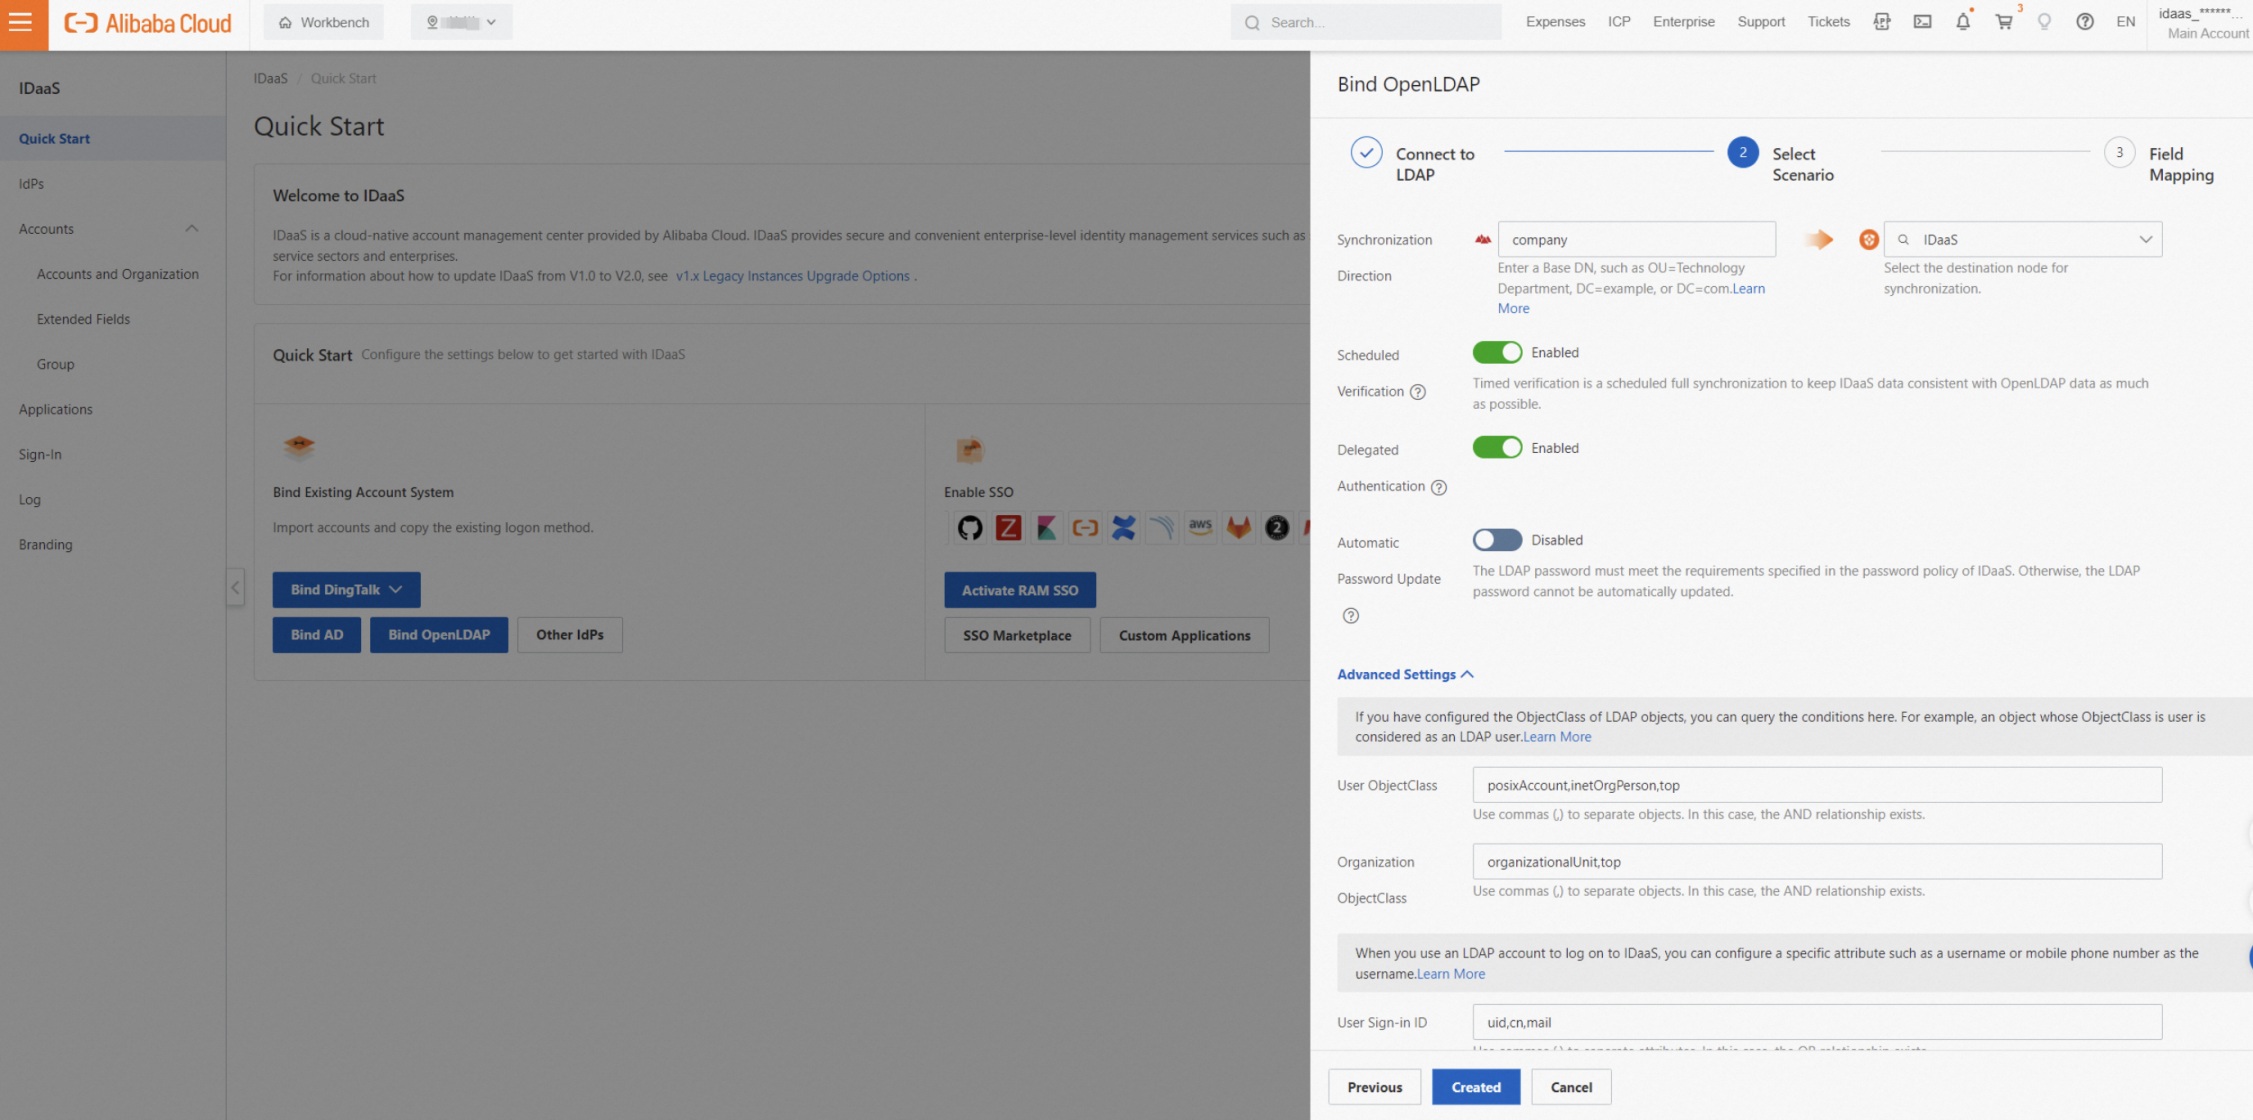 Alibaba Cloud
Workbench
Search...
Expenses
ICP
Enterprise
Support
Tickets
3
EN
idaas_******...
Main Account
IDaaS
Quick Start
IdPs
Accounts
Accounts and Organization
Extended Fields
Group
Applications
Sign-In
Log
Branding
IDaaS / Quick Start
Quick Start
Welcome to IDaaS
IDaaS is a cloud-native account management center provided by Alibaba Cloud. IDaaS provides secure and convenient enterprise-level identity management services such as
service sectors and enterprises.
For information about how to update IDaaS from V1.0 to V2.0, see v1.x Legacy Instances Upgrade Options .
Quick Start Configure the settings below to get started with IDaaS
Bind Existing Account System
Import accounts and copy the existing logon method.
Bind DingTalk
Bind AD
Bind OpenLDAP
Other IdPs
Enable SSO
Z
aws
2
Activate RAM SSO
SSO Marketplace
Custom Applications
Bind OpenLDAP
Connect to
LDAP
2
Select
Scenario
3
Field
Mapping
Synchronization
Direction
company
Enter a Base DN, such as OU=Technology
Department, DC=example, or DC=com.Learn
More
IDaaS
Select the destination node for
synchronization.
Scheduled
Verification
Enabled
Timed verification is a scheduled full synchronization to keep IDaaS data consistent with OpenLDAP data as much
as possible.
Delegated
Authentication
Enabled
Automatic
Password Update
Disabled
The LDAP password must meet the requirements specified in the password policy of IDaaS. Otherwise, the LDAP
password cannot be automatically updated.
Advanced Settings
If you have configured the ObjectClass of LDAP objects, you can query the conditions here. For example, an object whose ObjectClass is user is
considered as an LDAP user.Learn More
User ObjectClass
posixAccount,inetOrgPerson,top
Use commas (,) to separate objects. In this case, the AND relationship exists.
Organization
ObjectClass
organizationalUnit,top
Use commas (,) to separate objects. In this case, the AND relationship exists.
When you use an LDAP account to log on to IDaaS, you can configure a specific attribute such as a username or mobile phone number as the
username.Learn More
User Sign-in ID
uid,cn,mail
Previous
Created
Cancel